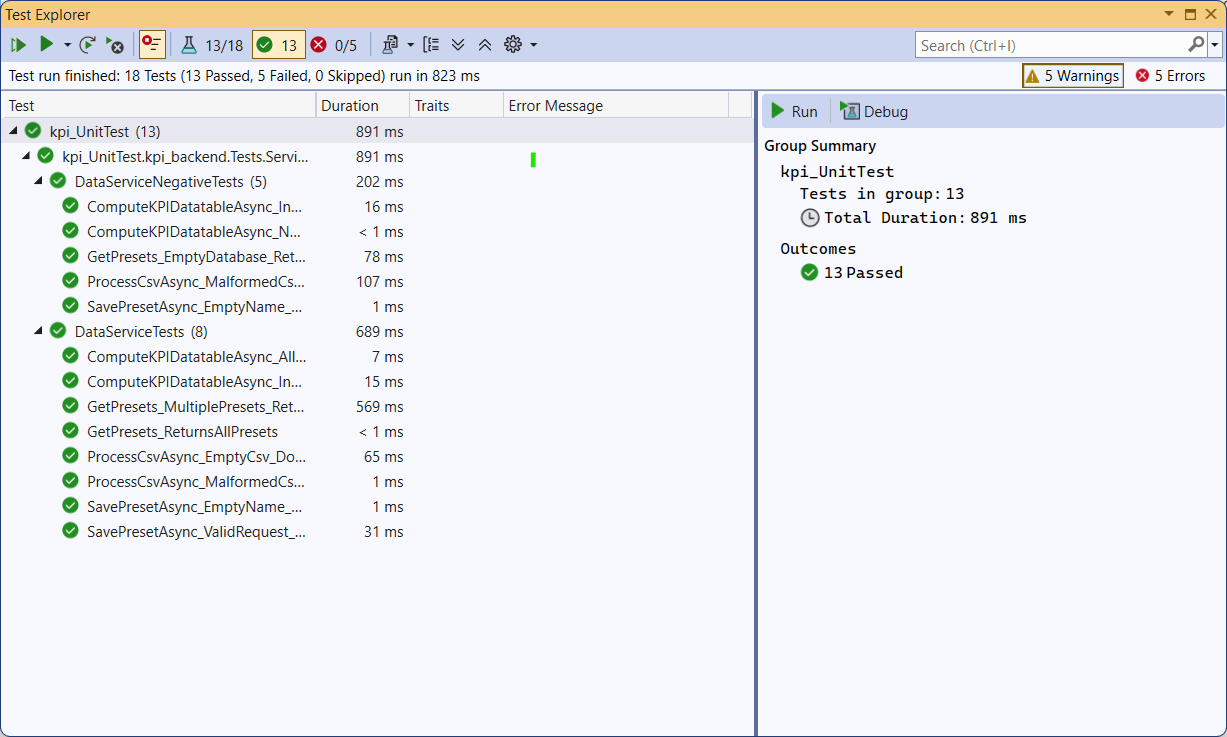 Test Explorer
13/18 13 0/5 Search (Ctrl+I)
Test run finished: 18 Tests (13 Passed, 5 Failed, 0 Skipped) run in 823 ms 5 Warnings 5 Errors
Test Duration Traits Error Message
Run Debug
kpi_UnitTest (13) 891 ms
kpi_UnitTest.kpi_backend.Tests.Servi... 891 ms
DataServiceNegativeTests (5) 202 ms
ComputeKPIDatatableAsync_In... 16 ms
ComputeKPIDatatableAsync_N... < 1 ms
GetPresets_EmptyDatabase_Ret... 78 ms
ProcessCsvAsync_MalformedCs... 107 ms
SavePresetAsync_EmptyName_... 1 ms
DataServiceTests (8) 689 ms
ComputeKPIDatatableAsync_All... 7 ms
ComputeKPIDatatableAsync_In... 15 ms
GetPresets_MultiplePresets_Ret... 569 ms
GetPresets_ReturnsAllPresets < 1 ms
ProcessCsvAsync_EmptyCsv_Do... 65 ms
ProcessCsvAsync_MalformedCs... 1 ms
SavePresetAsync_EmptyName_... 1 ms
SavePresetAsync_ValidRequest_... 31 ms
Group Summary
kpi_UnitTest
Tests in group: 13
Total Duration: 891 ms
Outcomes
13 Passed